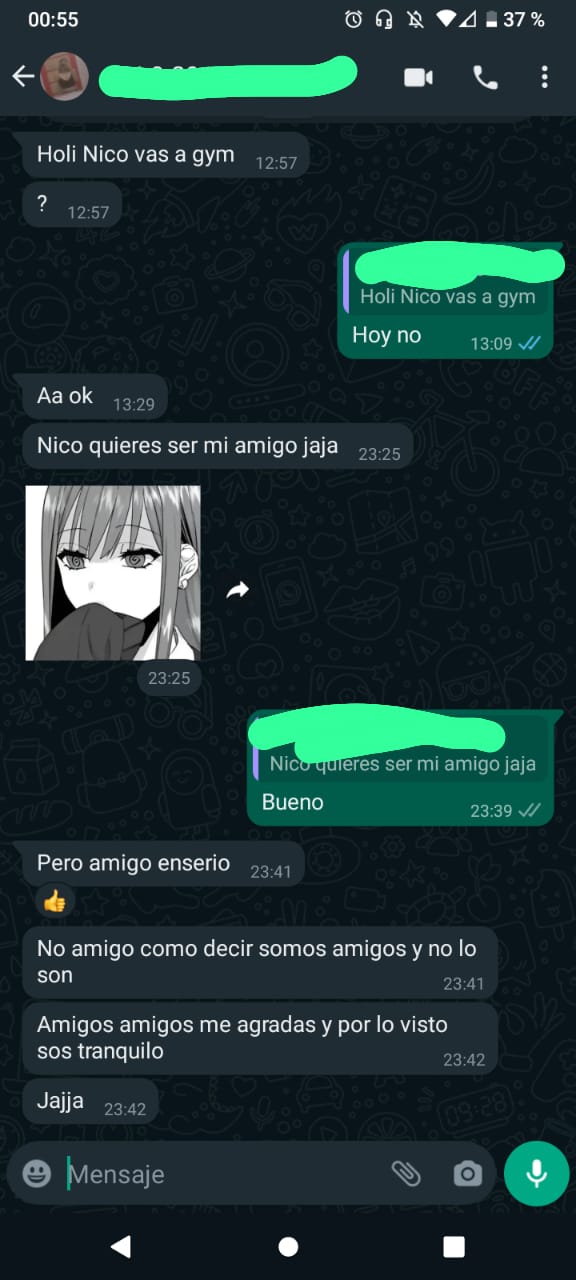 00:55
37 %
Holi Nico vas a gym 12:57
? 12:57
Holi Nico vas a gym
Hoy no 13:09
Aa ok 13:29
Nico quieres ser mi amigo jaja 23:25
23:25
Nico quieres ser mi amigo jaja
Bueno 23:39
Pero amigo enserio 23:41
No amigo como decir somos amigos y no lo
son 23:41
Amigos amigos me agradas y por lo visto
sos tranquilo 23:42
Jajja 23:42
Mensaje